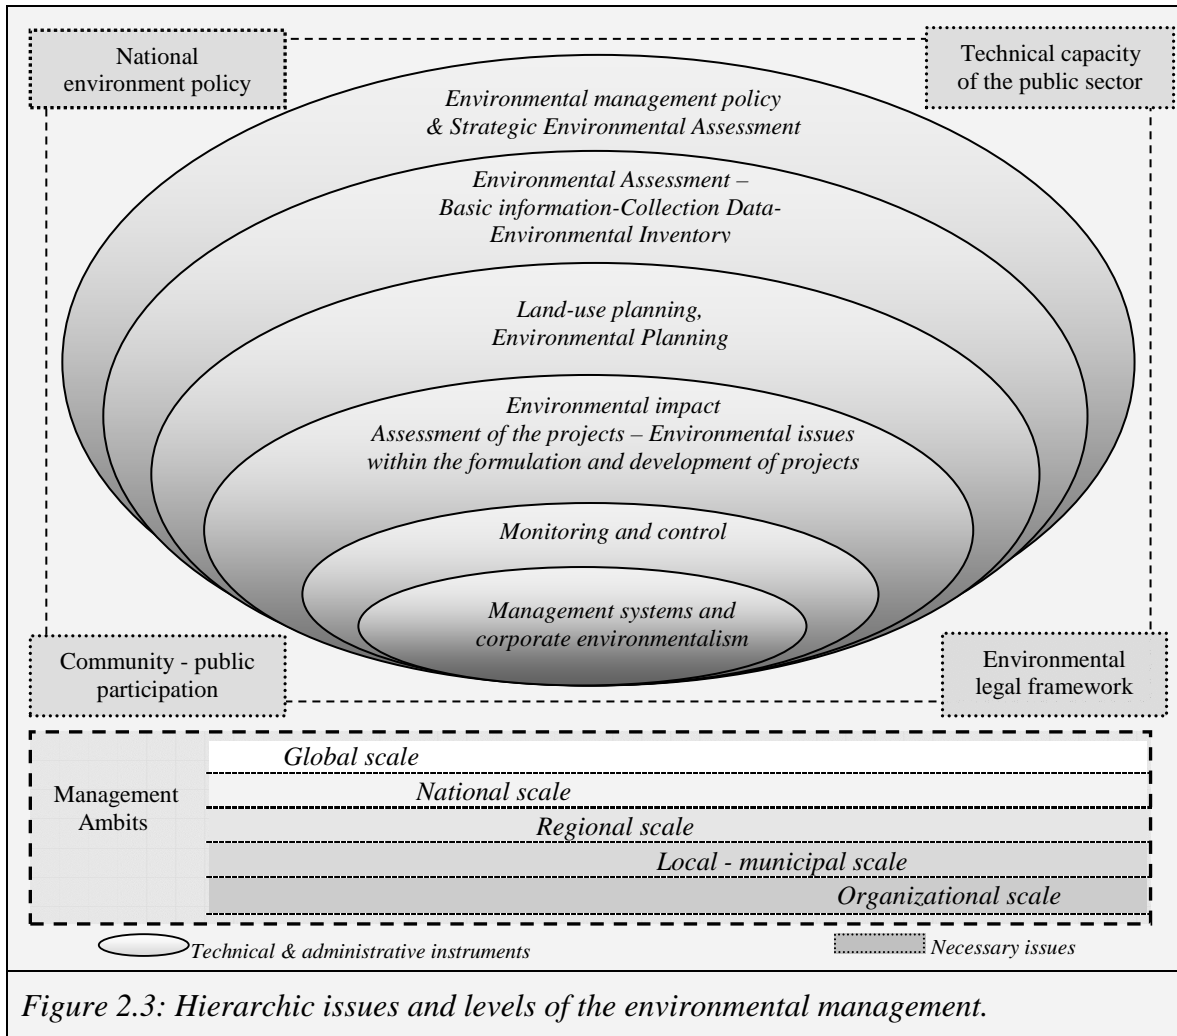 National
environment policy
Technical capacity
of the public sector
Environmental management policy
& Strategic Environmental Assessment
Environmental Assessment –
Basic information-Collection Data-
Environmental Inventory
Land-use planning,
Environmental Planning
Environmental impact
Assessment of the projects – Environmental issues
within the formulation and development of projects
Monitoring and control
Management systems and
corporate environmentalism
Community - public
participation
Environmental
legal framework
Management
Ambits
Global scale
National scale
Regional scale
Local - municipal scale
Organizational scale
Technical & administrative instruments
Necessary issues
Figure 2.3: Hierarchic issues and levels of the environmental management.